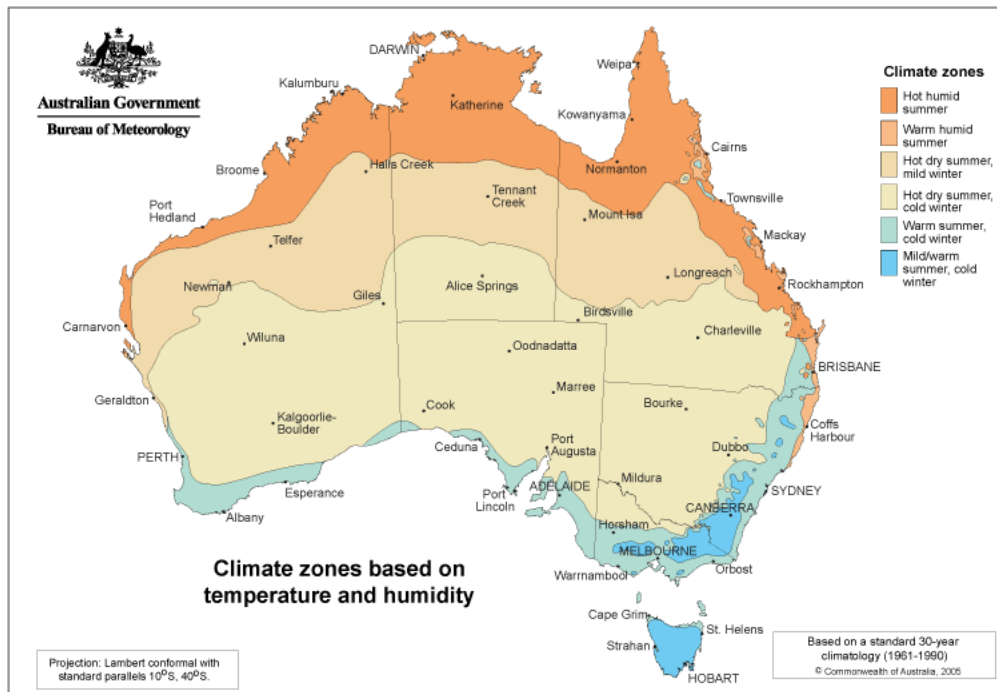 Australian Government
Bureau of Meteorology
DARWIN
Kalumburu
Katherine
Weipa
Kowanyama
Cairns
Broome
Halls Creek
Normanton
Townsville
Port
Hedland
Tennant
Creek
Mount Isa
Mackay
Telfer
Newman
Giles
Alice Springs
Longreach
Rockhampton
Carnarvon
Wiluna
Birdsville
Charleville
Oodnadatta
BRISBANE
Geraldton
Marree
Bourke
Cook
Kalgoorlie-
Boulder
Coffs
Harbour
PERTH
Ceduna
Port
Augusta
Dubbo
Mildura
SYDNEY
Esperance
Port
Lincoln
ADELAIDE
CANBERRA
Albany
Horsham
MELBOURNE
Warrnambool
Orbost
Cape Grim
St. Helens
Strahan
HOBART
Climate zones
Hot humid
summer
Warm humid
summer
Hot dry summer,
mild winter
Hot dry summer,
cold winter
Warm summer,
cold winter
Mild/warm
summer, cold
winter
Climate zones based on
temperature and humidity
Projection: Lambert conformal with
standard parallels 10°S, 40°S.
Based on a standard 30-year
climatology (1961-1990)
© Commonwealth of Australia, 2005